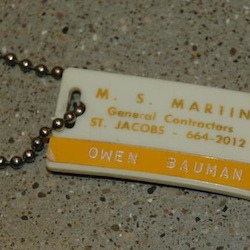 M. S. MARTIN
General Contractors
ST. JACOBS - 664-2012
OWEN BAUMAN